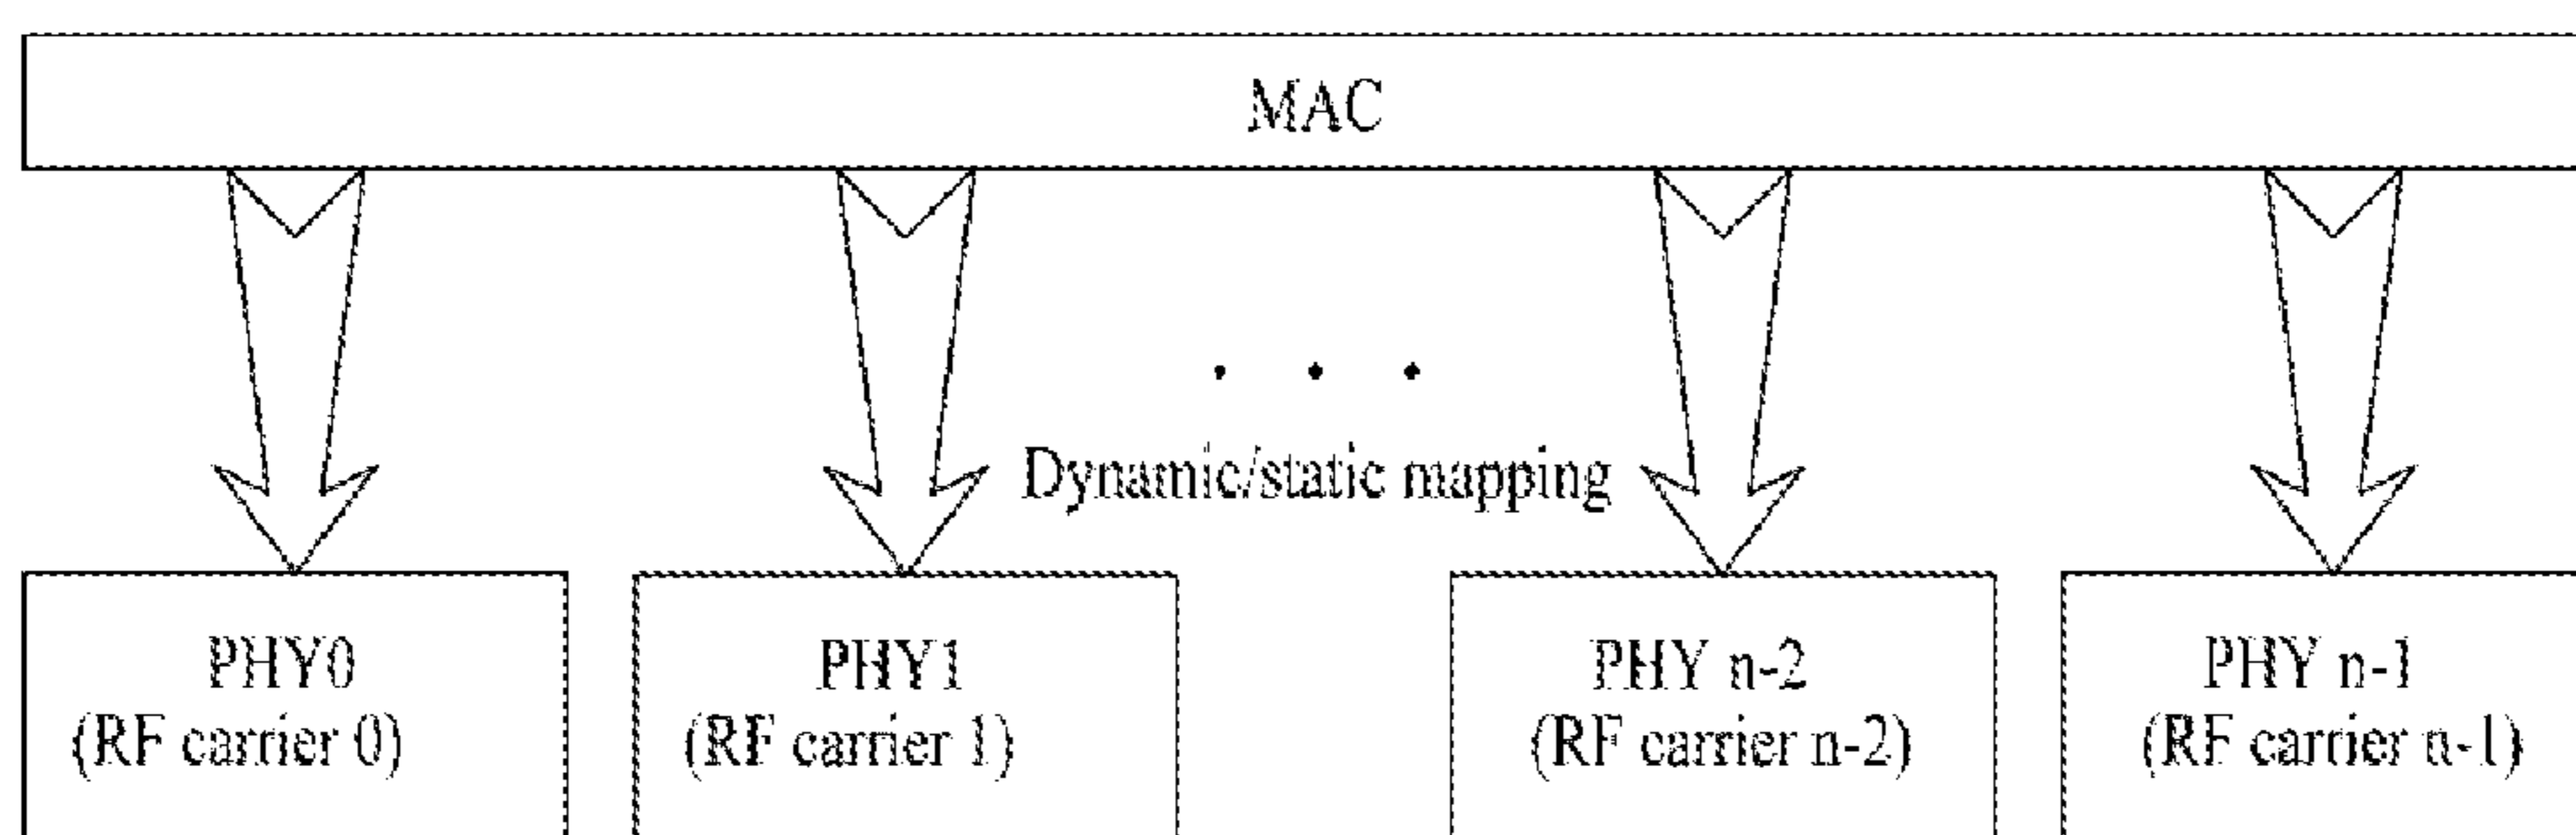 MAC
. . .
Dynamic/static mapping
PHY0
(RF carrier 0)
PHY1
(RF carrier 1)
PHY n-2
(RF carrier n-2)
PHY n-1
(RF carrier n-1)